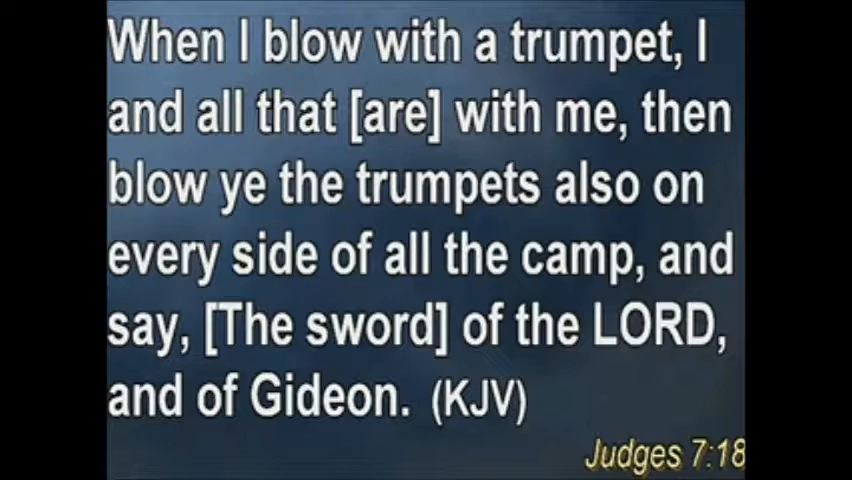 When I blow with a trumpet, I
and all that [are] with me, then
blow ye the trumpets also on
every side of all the camp, and
say, [The sword] of the LORD,
and of Gideon. (KJV)
Judges 7:18